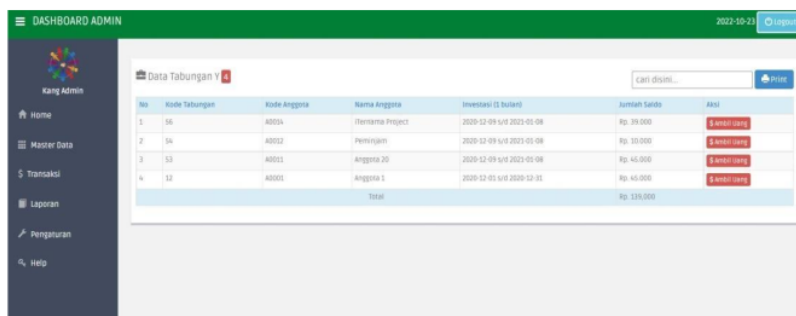 DASHBOARD ADMIN
2022-10-23 Logout
Kang Admin
Home
Master Data
Transaksi
Laporan
Pengaturan
Help
Data Tabungan Y 4
cari disini...
Print
No Kode Tabungan Kode Anggota Nama Anggota Investasi (1 bulan) Jumlah Saldo Aksi
1 56 A0014 iTernama Project 2020-12-09 s/d 2021-01-08 Rp. 39.000 $ Ambil Uang
2 54 A0012 Peminjam 2020-12-09 s/d 2021-01-08 Rp. 10.000 $ Ambil Uang
3 53 A0011 Anggota 20 2020-12-09 s/d 2021-01-08 Rp. 45.000 $ Ambil Uang
4 12 A0001 Anggota 1 2020-12-01 s/d 2020-12-31 Rp. 45.000 $ Ambil Uang
Total Rp. 139,000